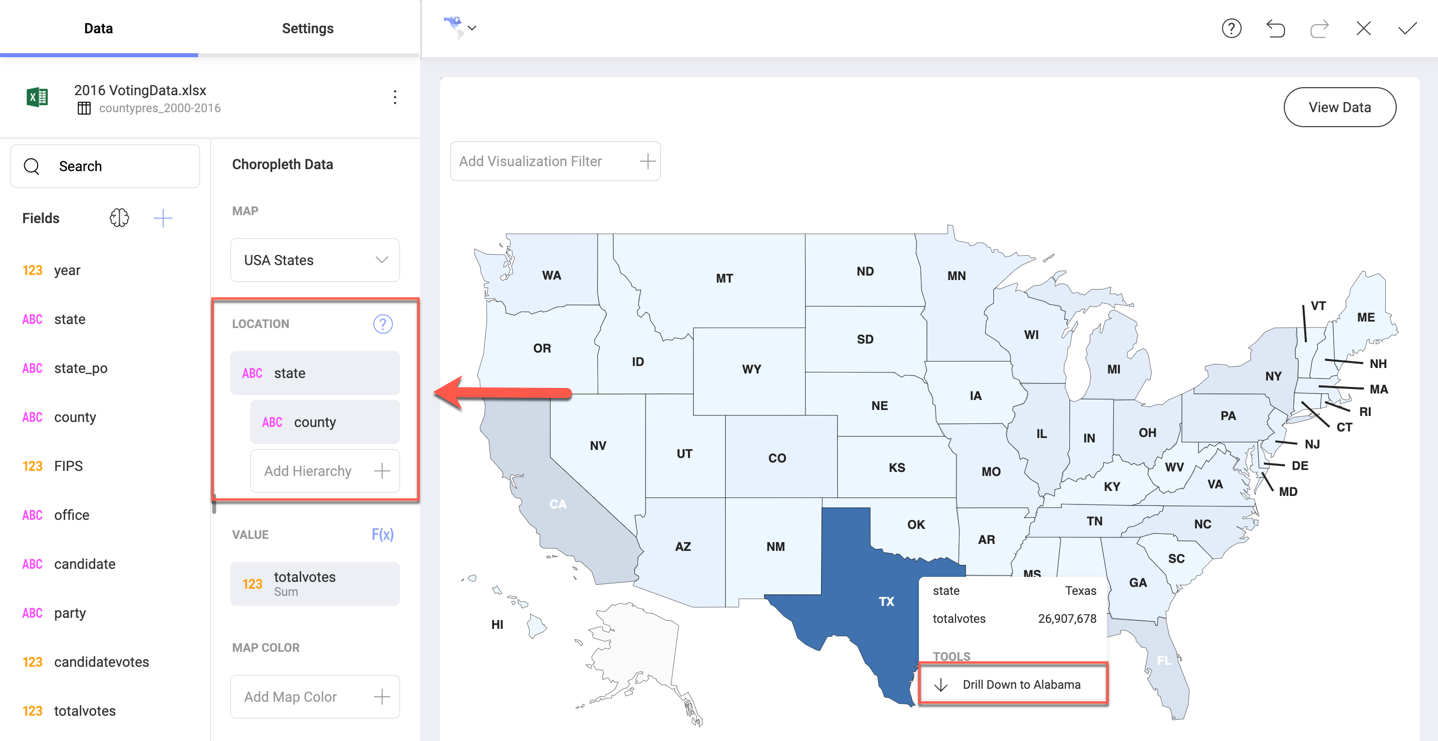 Data
Settings
2016 VotingData.xlsx
countypres_2000-2016
Search
Fields
123 year
ABC state
ABC state_po
ABC county
123 FIPS
ABC office
ABC candidate
ABC party
123 candidatevotes
123 totalvotes
Choropleth Data
MAP
USA States
LOCATION ?
ABC state
ABC county
Add Hierarchy
VALUE F(x)
123 totalvotes
Sum
MAP COLOR
Add Map Color
?
View Data
Add Visualization Filter
WA
MT
ND
MN
VT
ME
OR
ID
WY
SD
WI
MI
NY
NH
MA
RI
CT
NE
IA
PA
NJ
NV
UT
CO
KS
MO
IL
IN
OH
WV
VA
DE
MD
KY
CA
AZ
NM
OK
AR
TN
NC
SC
MS
GA
TX
HI
FL
state Texas
totalvotes 26,907,678
TOOLS
Drill Down to Alabama